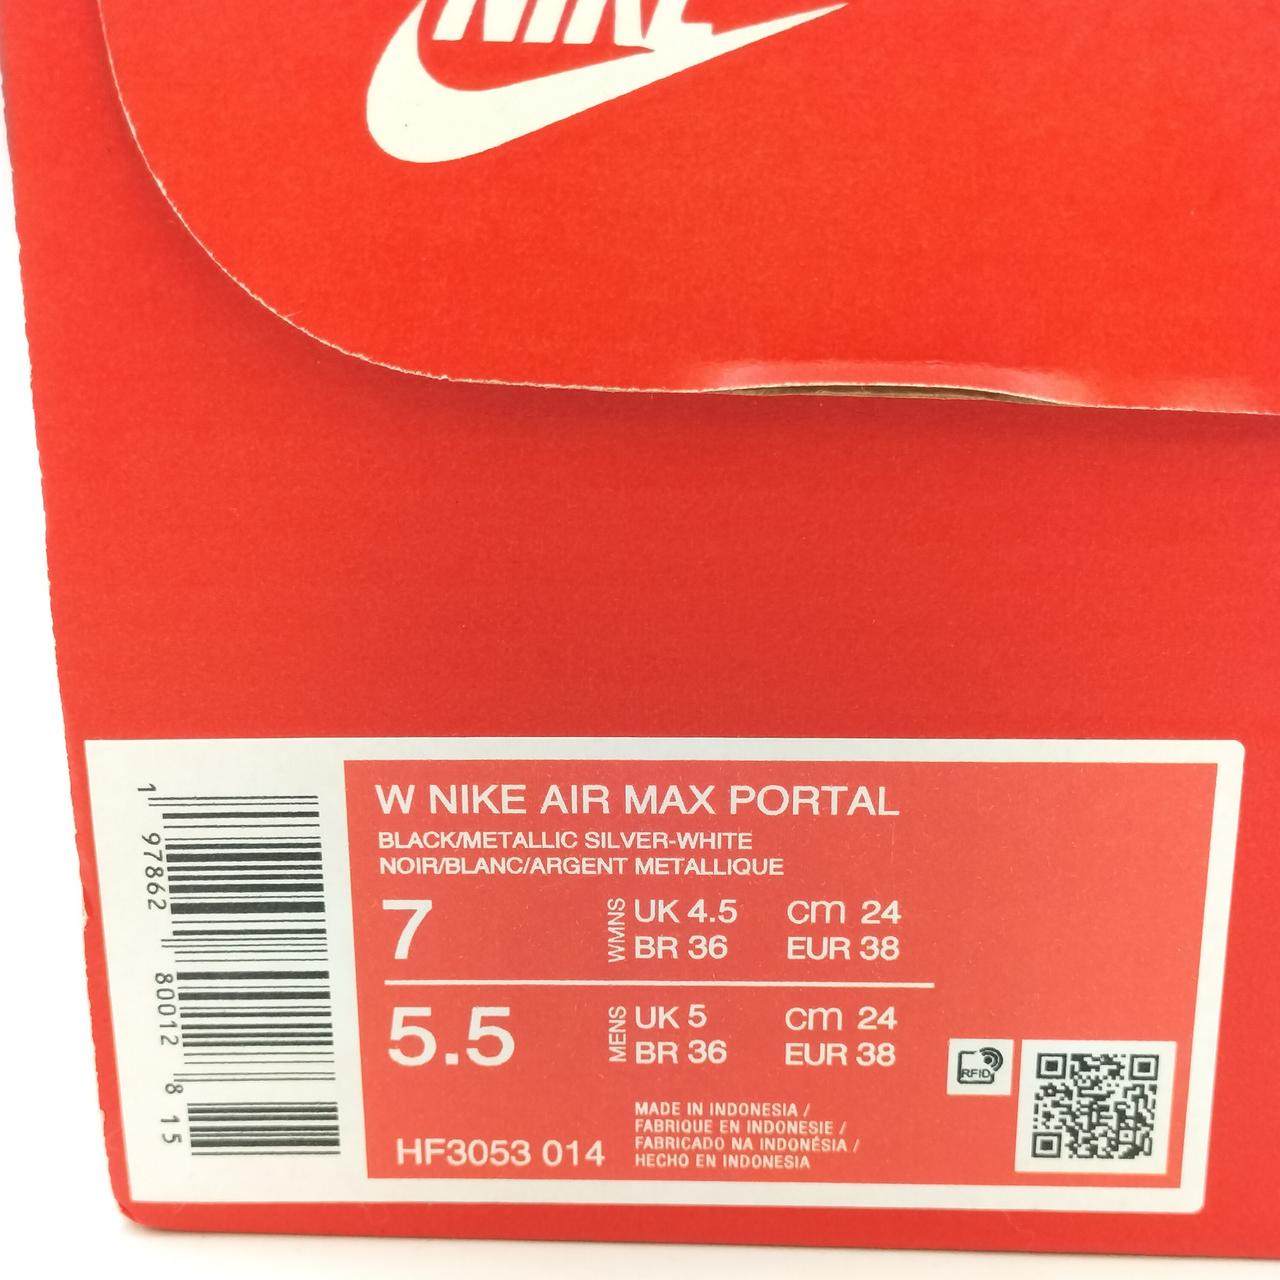 NIKE
W NIKE AIR MAX PORTAL
BLACK/METALLIC SILVER-WHITE
NOIR/BLANC/ARGENT METALLIQUE
7 WMNS UK 4.5 cm 24
BR 36 EUR 38
5.5 MENS UK 5 cm 24
BR 36 EUR 38
HF3053 014
MADE IN INDONESIA /
FABRIQUE EN INDONESIE /
FABRICADO NA INDONÉSIA /
HECHO EN INDONESIA
RFID
1 97862 80012 8 15